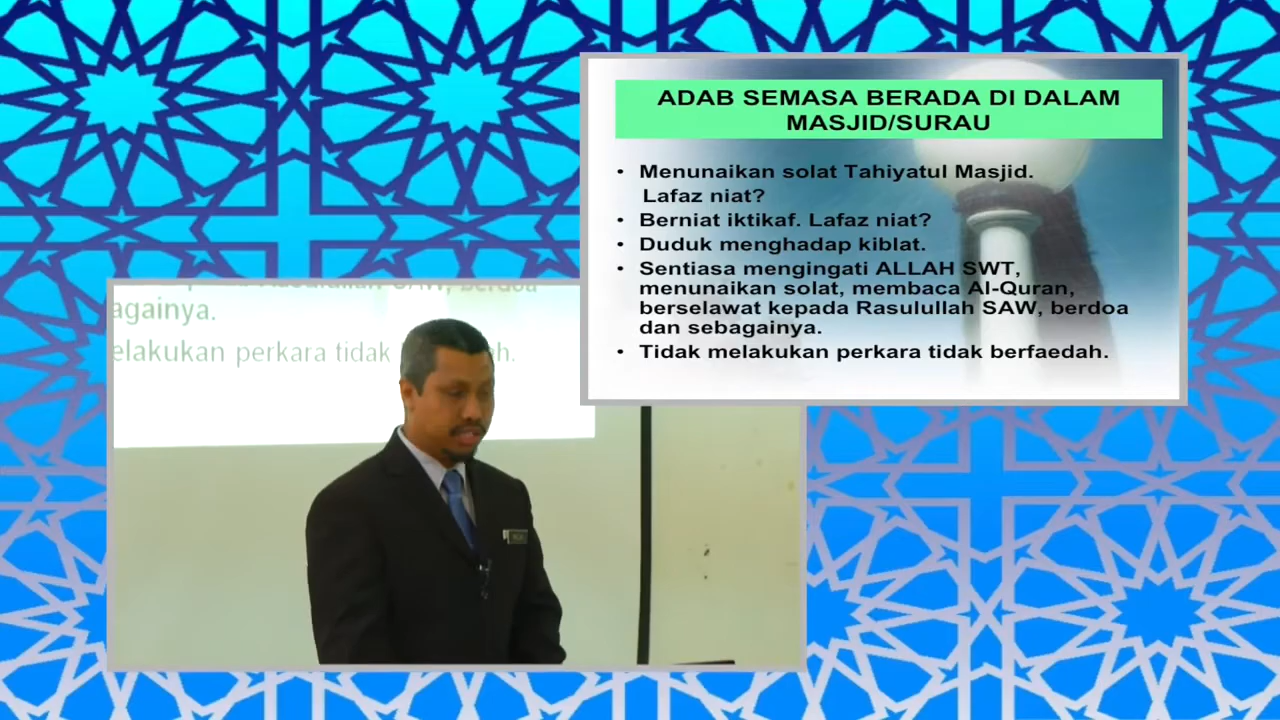 ADAB SEMASA BERADA DI DALAM
MASJID/SURAU
• Menunaikan solat Tahiyatul Masjid.
Lafaz niat?
• Berniat iktikaf. Lafaz niat?
• Duduk menghadap kiblat.
• Sentiasa mengingati ALLAH SWT,
menunaikan solat, membaca Al-Quran,
berselawat kepada Rasulullah SAW, berdoa
dan sebagainya.
• Tidak melakukan perkara tidak berfaedah.
berdoa
againya.
elakukan perkara tidak